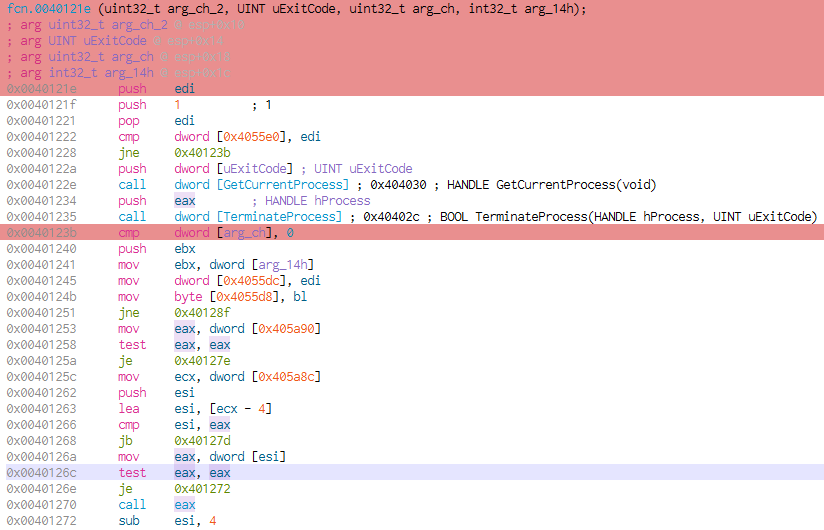 fcn.0040121e (uint32_t arg_ch_2, UINT uExitCode, uint32_t arg_ch, int32_t arg_14h);
; arg uint32_t arg_ch_2 @ esp+0x10
; arg UINT uExitCode @ esp+0x14
; arg uint32_t arg_ch @ esp+0x18
; arg int32_t arg_14h @ esp+0x1c
0x0040121e push edi
0x0040121f push 1 ; 1
0x00401221 pop edi
0x00401222 cmp dword [0x4055e0], edi
0x00401228 jne 0x40123b
0x0040122a push dword [uExitCode] ; UINT uExitCode
0x0040122e call dword [GetCurrentProcess] ; 0x404030 ; HANDLE GetCurrentProcess(void)
0x00401234 push eax ; HANDLE hProcess
0x00401235 call dword [TerminateProcess] ; 0x40402c ; BOOL TerminateProcess(HANDLE hProcess, UINT uExitCode)
0x0040123b cmp dword [arg_ch], 0
0x00401240 push ebx
0x00401241 mov ebx, dword [arg_14h]
0x00401245 mov dword [0x4055dc], edi
0x0040124b mov byte [0x4055d8], bl
0x00401251 jne 0x40128f
0x00401253 mov eax, dword [0x405a90]
0x00401258 test eax, eax
0x0040125a je 0x40127e
0x0040125c mov ecx, dword [0x405a8c]
0x00401262 push esi
0x00401263 lea esi, [ecx - 4]
0x00401266 cmp esi, eax
0x00401268 jb 0x40127d
0x0040126a mov eax, dword [esi]
0x0040126c test eax, eax
0x0040126e je 0x401272
0x00401270 call eax
0x00401272 sub esi, 4